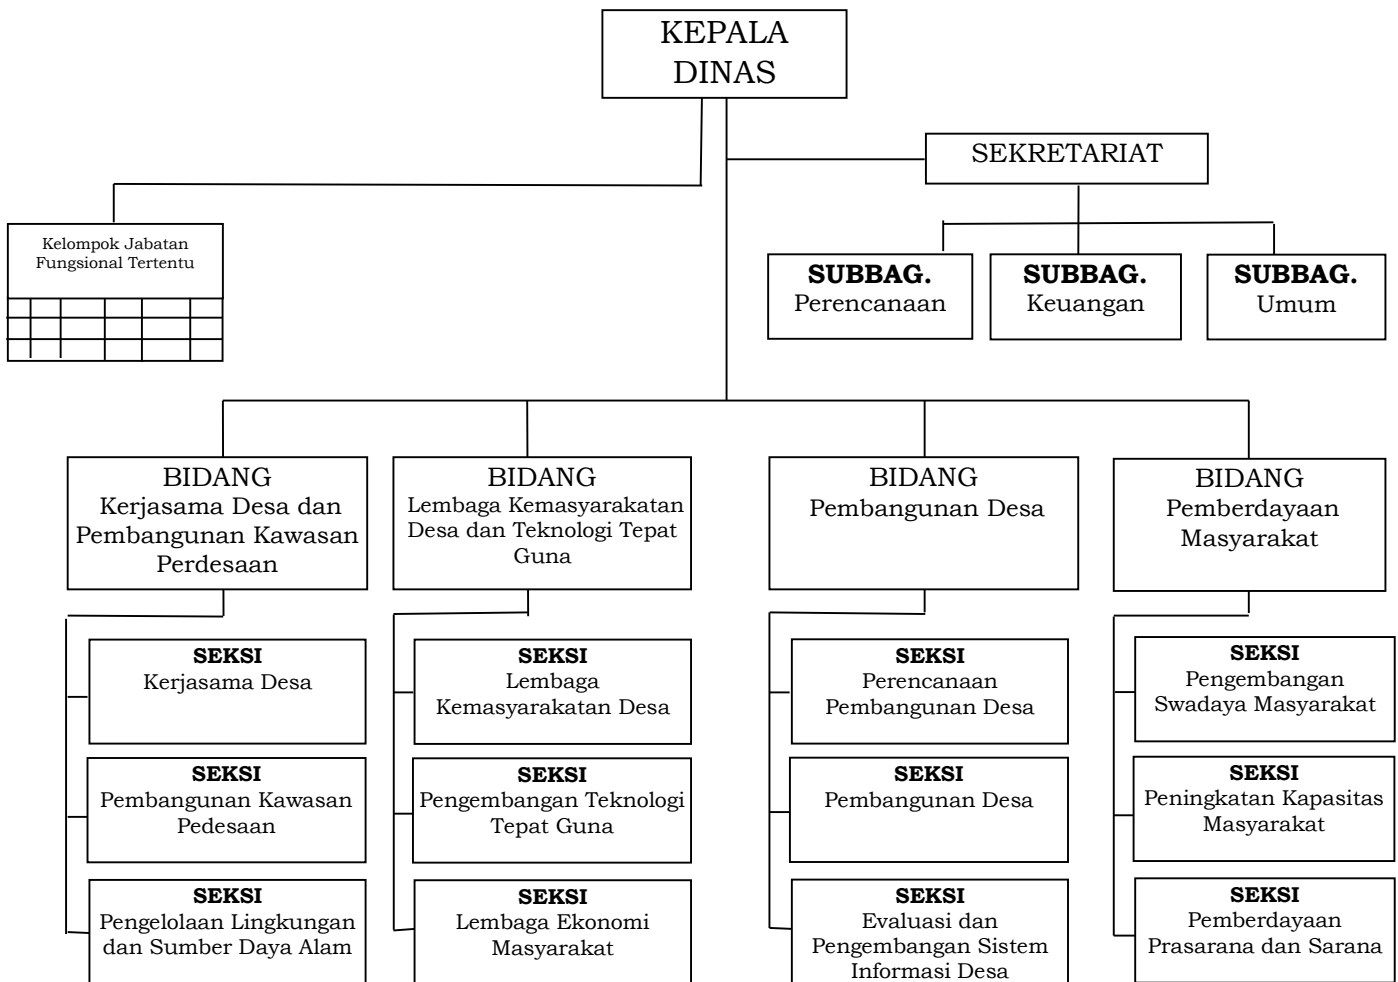 KEPALA
DINAS
SEKRETARIAT
Kelompok Jabatan
Fungsional Tertentu
SUBBAG.
Perencanaan
SUBBAG.
Keuangan
SUBBAG.
Umum
BIDANG
Kerjasama Desa dan
Pembangunan Kawasan
Perdesaan
BIDANG
Lembaga Kemasyarakatan
Desa dan Teknologi Tepat
Guna
BIDANG
Pembangunan Desa
BIDANG
Pemberdayaan
Masyarakat
SEKSI
Kerjasama Desa
SEKSI
Pembangunan Kawasan
Pedesaan
SEKSI
Pengelolaan Lingkungan
dan Sumber Daya Alam
SEKSI
Lembaga
Kemasyarakatan Desa
SEKSI
Pengembangan Teknologi
Tepat Guna
SEKSI
Lembaga Ekonomi
Masyarakat
SEKSI
Perencanaan
Pembangunan Desa
SEKSI
Pembangunan Desa
SEKSI
Evaluasi dan
Pengembangan Sistem
Informasi Desa
SEKSI
Pengembangan
Swadaya Masyarakat
SEKSI
Peningkatan Kapasitas
Masyarakat
SEKSI
Pemberdayaan
Prasarana dan Sarana